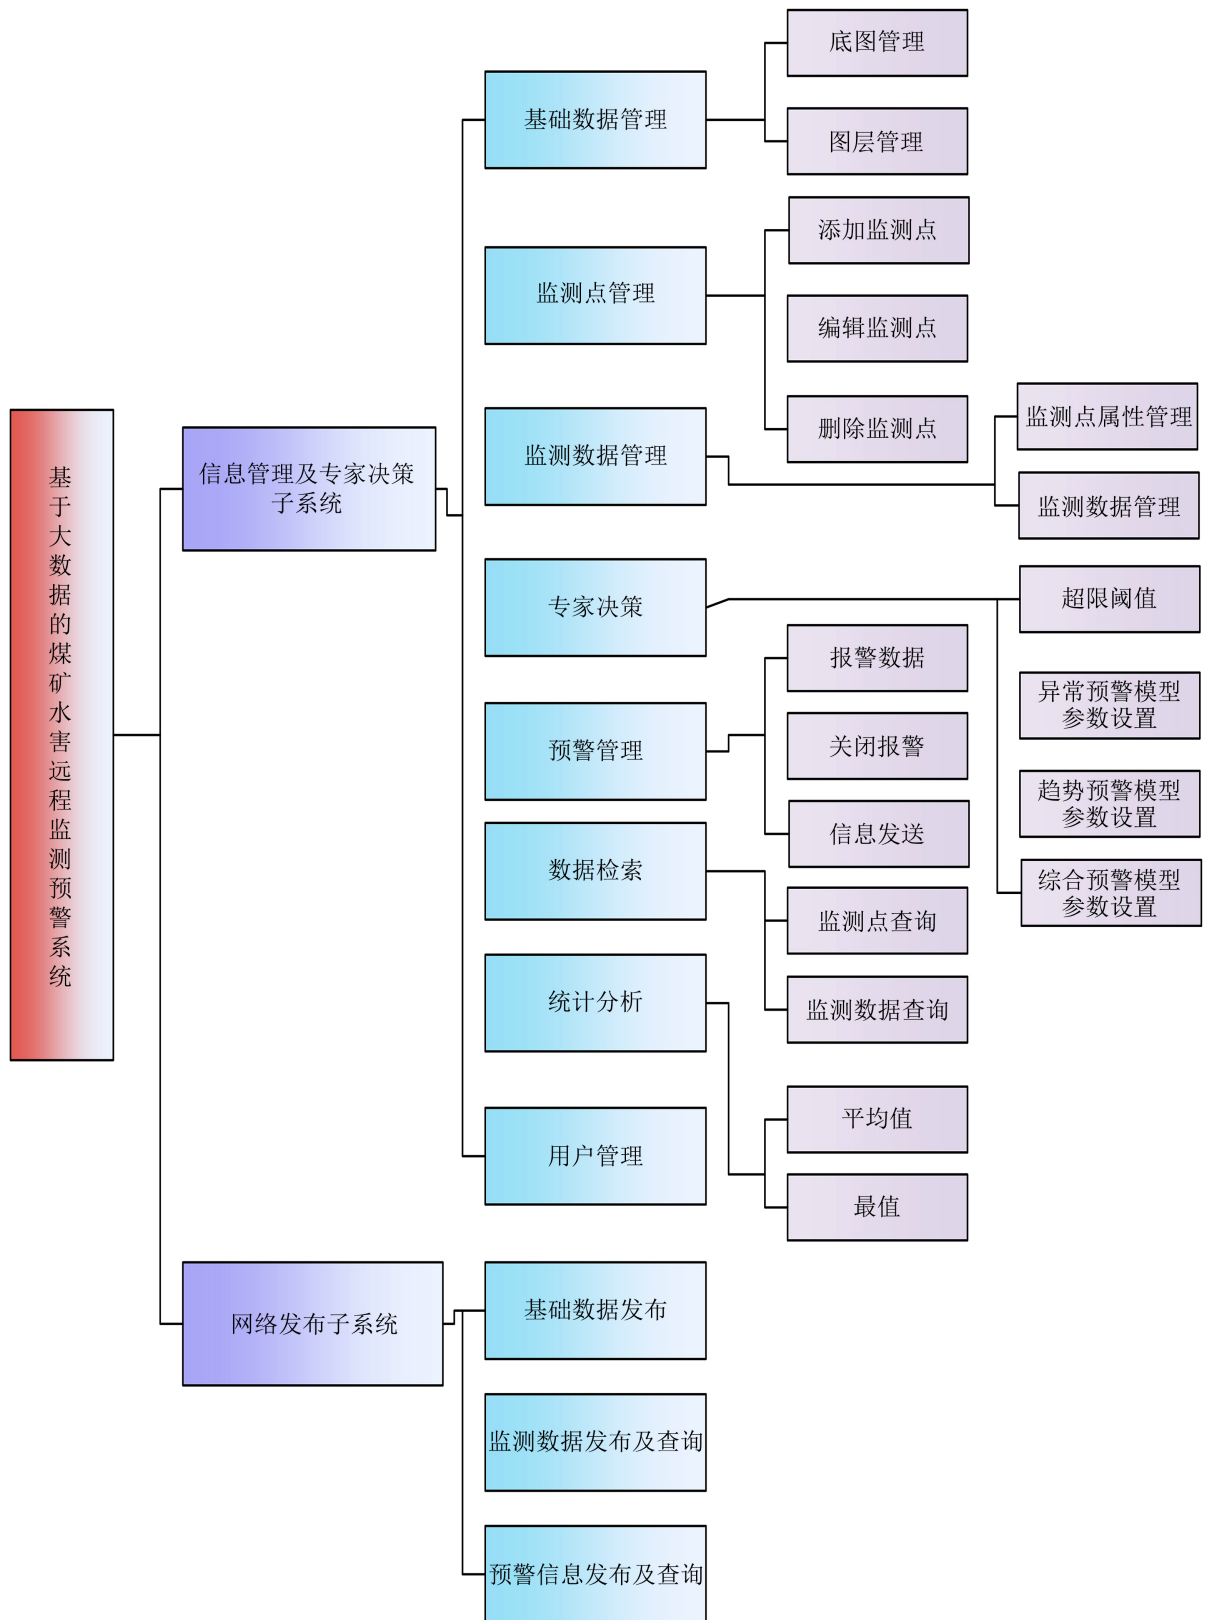 基于大数据的煤矿水害远程监测预警系统
信息管理及专家决策
子系统
基础数据管理
底图管理
图层管理
监测点管理
添加监测点
编辑监测点
删除监测点
监测数据管理
监测点属性管理
监测数据管理
专家决策
超限阈值
异常预警模型
参数设置
趋势预警模型
参数设置
综合预警模型
参数设置
预警管理
报警数据
关闭报警
信息发送
数据检索
监测点查询
监测数据查询
统计分析
平均值
最值
用户管理
网络发布子系统
基础数据发布
监测数据发布及查询
预警信息发布及查询